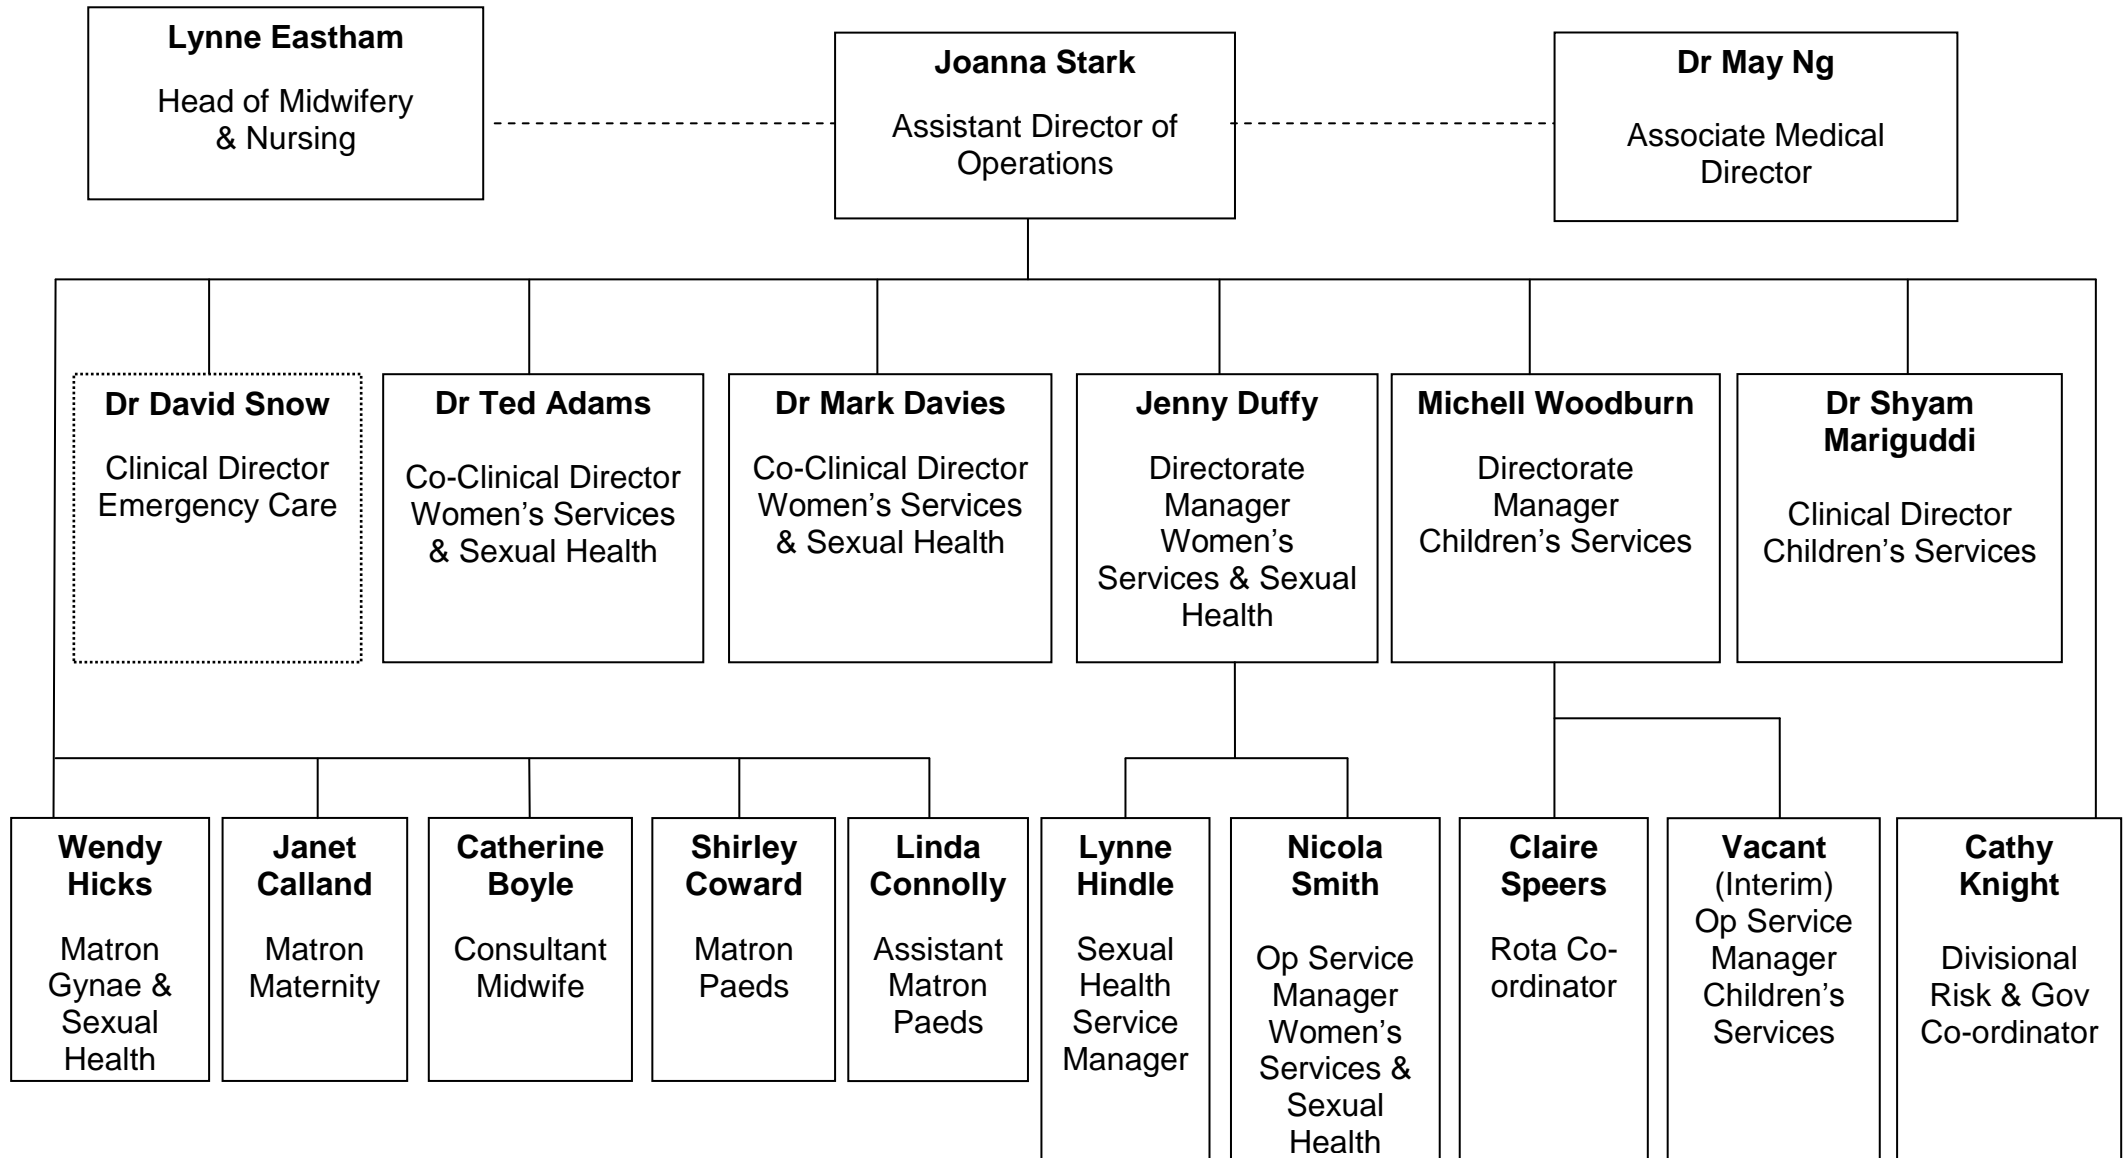 Lynne Eastham
Head of Midwifery
& Nursing
Joanna Stark
Assistant Director of
Operations
Dr May Ng
Associate Medical
Director
Dr David Snow
Clinical Director
Emergency Care
Dr Ted Adams
Co-Clinical Director
Women’s Services
& Sexual Health
Dr Mark Davies
Co-Clinical Director
Women’s Services
& Sexual Health
Jenny Duffy
Directorate
Manager
Women’s
Services & Sexual
Health
Michell Woodburn
Directorate
Manager
Children’s Services
Dr Shyam
Mariguddi
Clinical Director
Children’s Services
Wendy
Hicks
Matron
Gynae &
Sexual
Health
Janet
Calland
Matron
Maternity
Catherine
Boyle
Consultant
Midwife
Shirley
Coward
Matron
Paeds
Linda
Connolly
Assistant
Matron
Paeds
Lynne
Hindle
Sexual
Health
Service
Manager
Nicola
Smith
Op Service
Manager
Women’s
Services &
Sexual
Health
Claire
Speers
Rota Co-
ordinator
Vacant
(Interim)
Op Service
Manager
Children’s
Services
Cathy
Knight
Divisional
Risk & Gov
Co-ordinator